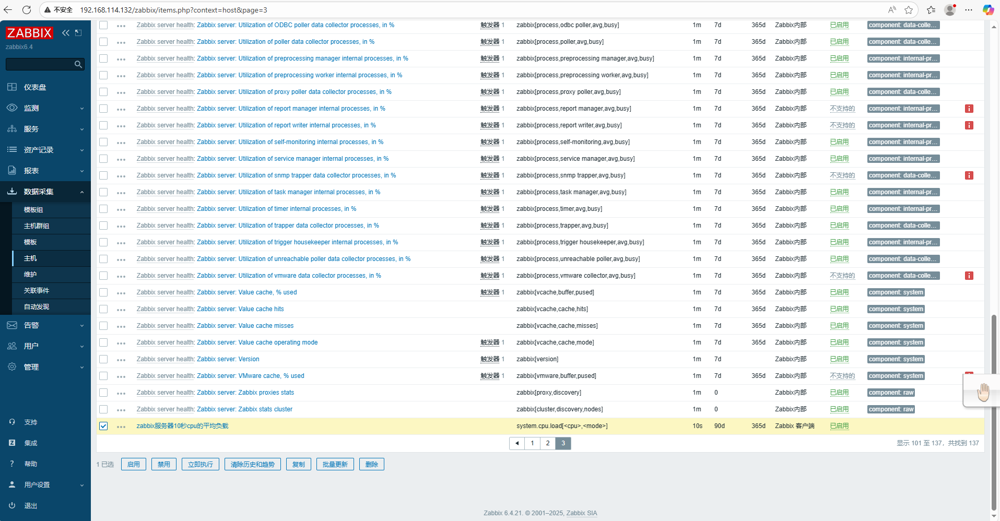 不安全 192.168.114.132/zabbix/items.php?context=host&page=3
ZABBIX
zabbix6.4
仪表盘
监测
服务
资产记录
报表
数据采集
模板组
主机群组
模板
主机
维护
关联事件
自动发现
告警
用户
管理
支持
集成
帮助
用户设置
退出
Zabbix server health: Zabbix server: Utilization of ODBC poller data collector processes, in % 触发器 1 zabbix[process,odbc poller,avg,busy] 1m 7d 365d Zabbix内部 已启用 component: data-colle...
Zabbix server health: Zabbix server: Utilization of poller data collector processes, in % 触发器 1 zabbix[process,poller,avg,busy] 1m 7d 365d Zabbix内部 已启用 component: data-colle...
Zabbix server health: Zabbix server: Utilization of preprocessing manager internal processes, in % 触发器 1 zabbix[process,preprocessing manager,avg,busy] 1m 7d 365d Zabbix内部 已启用 component: internal-pr...
Zabbix server health: Zabbix server: Utilization of preprocessing worker internal processes, in % 触发器 1 zabbix[process,preprocessing worker,avg,busy] 1m 7d 365d Zabbix内部 已启用 component: internal-pr...
Zabbix server health: Zabbix server: Utilization of proxy poller data collector processes, in % 触发器 1 zabbix[process,proxy poller,avg,busy] 1m 7d 365d Zabbix内部 已启用 component: data-colle...
Zabbix server health: Zabbix server: Utilization of report manager internal processes, in % 触发器 1 zabbix[process,report manager,avg,busy] 1m 7d 365d Zabbix内部 不支持的 component: internal-pr... i
Zabbix server health: Zabbix server: Utilization of report writer internal processes, in % 触发器 1 zabbix[process,report writer,avg,busy] 1m 7d 365d Zabbix内部 不支持的 component: internal-pr... i
Zabbix server health: Zabbix server: Utilization of self-monitoring internal processes, in % 触发器 1 zabbix[process,self-monitoring,avg,busy] 1m 7d 365d Zabbix内部 已启用 component: internal-pr...
Zabbix server health: Zabbix server: Utilization of service manager internal processes, in % 触发器 1 zabbix[process,service manager,avg,busy] 1m 7d 365d Zabbix内部 已启用 component: internal-pr...
Zabbix server health: Zabbix server: Utilization of snmp trapper data collector processes, in % 触发器 1 zabbix[process,snmp trapper,avg,busy] 1m 7d 365d Zabbix内部 不支持的 component: data-colle... i
Zabbix server health: Zabbix server: Utilization of task manager internal processes, in % 触发器 1 zabbix[process,task manager,avg,busy] 1m 7d 365d Zabbix内部 已启用 component: internal-pr...
Zabbix server health: Zabbix server: Utilization of timer internal processes, in % 触发器 1 zabbix[process,timer,avg,busy] 1m 7d 365d Zabbix内部 已启用 component: internal-pr...
Zabbix server health: Zabbix server: Utilization of trapper data collector processes, in % 触发器 1 zabbix[process,trapper,avg,busy] 1m 7d 365d Zabbix内部 已启用 component: data-colle...
Zabbix server health: Zabbix server: Utilization of trigger housekeeper internal processes, in % 触发器 1 zabbix[process,trigger housekeeper,avg,busy] 1m 7d 365d Zabbix内部 已启用 component: internal-pr...
Zabbix server health: Zabbix server: Utilization of unreachable poller data collector processes, in % 触发器 1 zabbix[process,unreachable poller,avg,busy] 1m 7d 365d Zabbix内部 已启用 component: data-colle...
Zabbix server health: Zabbix server: Utilization of vmware data collector processes, in % 触发器 1 zabbix[process,vmware collector,avg,busy] 1m 7d 365d Zabbix内部 不支持的 component: data-colle... i
Zabbix server health: Zabbix server: Value cache, % used 触发器 1 zabbix[vcache,buffer,pused] 1m 7d 365d Zabbix内部 已启用 component: system
Zabbix server health: Zabbix server: Value cache hits zabbix[vcache,cache,hits] 1m 7d 365d Zabbix内部 已启用 component: system
Zabbix server health: Zabbix server: Value cache misses zabbix[vcache,cache,misses] 1m 7d 365d Zabbix内部 已启用 component: system
Zabbix server health: Zabbix server: Value cache operating mode 触发器 1 zabbix[vcache,cache,mode] 1m 7d 365d Zabbix内部 已启用 component: system
Zabbix server health: Zabbix server: Version 触发器 1 zabbix[version] 1m 7d Zabbix内部 已启用 component: system
Zabbix server health: Zabbix server: VMware cache, % used 触发器 1 zabbix[vmware,buffer,pused] 1m 7d 365d Zabbix内部 不支持的 component: system
Zabbix server health: Zabbix server: Zabbix proxies stats zabbix[proxy,discovery] 1m 0 Zabbix内部 已启用 component: raw
Zabbix server health: Zabbix server: Zabbix stats cluster zabbix[cluster,discovery,nodes] 1m 0 Zabbix内部 已启用 component: raw
zabbix服务器10秒cpu的平均负载 system.cpu.load[<cpu>,<mode>] 10s 90d 365d Zabbix 客户端 已启用
1 2 3 显示 101 至 137，共找到 137
1 已选 启用 禁用 立即执行 清除历史和趋势 复制 批量更新 删除
Zabbix 6.4.21. © 2001–2025, Zabbix SIA